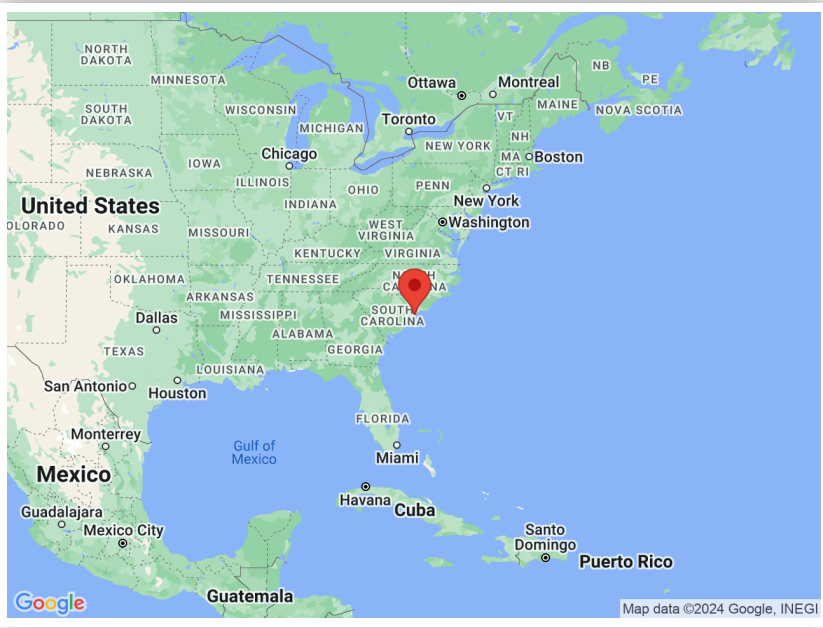 NORTH
DAKOTA
MINNESOTA
Ottawa
Montreal
NB
PE
SOUTH
DAKOTA
WISCONSIN
MICHIGAN
Toronto
VT
MAINE
NOVA SCOTIA
NH
NEW YORK
Chicago
MA
Boston
IOWA
NEBRASKA
CT RI
ILLINOIS
OHIO
PENN
New York
United States
INDIANA
OLORADO
KANSAS
MISSOURI
WEST
VIRGINIA
Washington
KENTUCKY
VIRGINIA
OKLAHOMA
TENNESSEE
ARKANSAS
Dallas
MISSISSIPPI
SOUTH
CAROLINA
ALABAMA
TEXAS
GEORGIA
LOUISIANA
San Antonio
Houston
FLORIDA
Monterrey
Gulf of
Mexico
Miami
Mexico
Havana
Cuba
Guadalajara
Mexico City
Santo
Domingo
Puerto Rico
Guatemala
Google
Map data ©2024 Google, INEGI